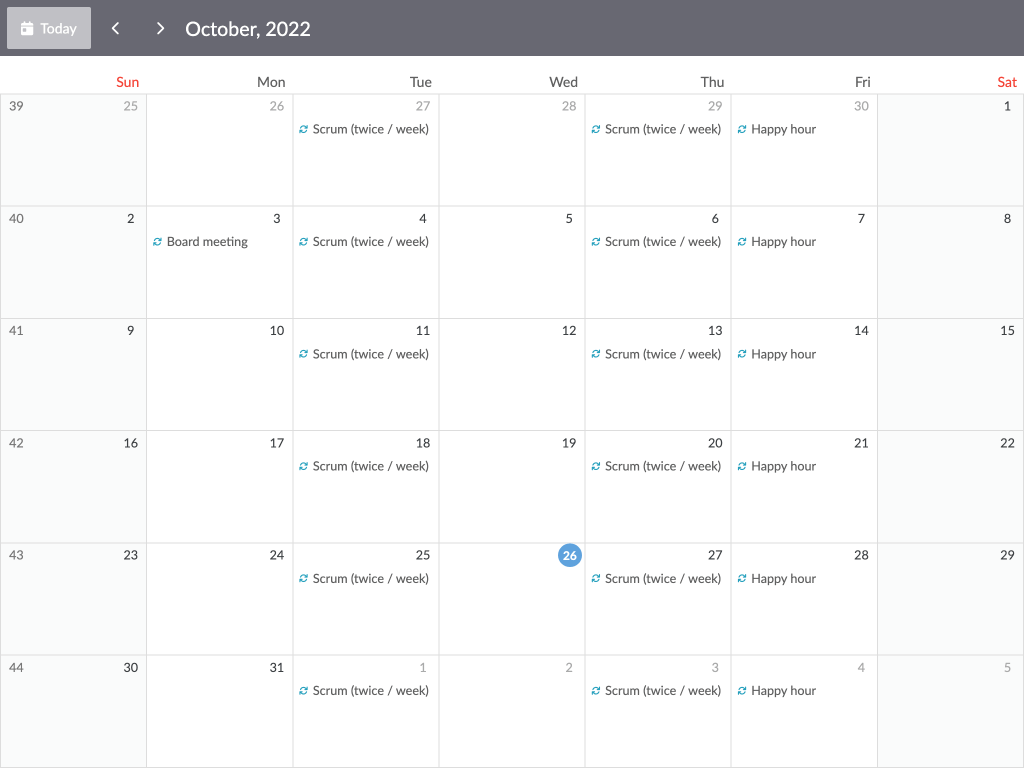 Today
October, 2022
Sun Mon Tue Wed Thu Fri Sat
39 25 26 27 28 29 30 1
Scrum (twice / week) Scrum (twice / week) Happy hour
40 2 3 4 5 6 7 8
Board meeting Scrum (twice / week) Scrum (twice / week) Happy hour
41 9 10 11 12 13 14 15
Scrum (twice / week) Scrum (twice / week) Happy hour
42 16 17 18 19 20 21 22
Scrum (twice / week) Scrum (twice / week) Happy hour
43 23 24 25 26 27 28 29
Scrum (twice / week) Scrum (twice / week) Happy hour
44 30 31 1 2 3 4 5
Scrum (twice / week) Scrum (twice / week) Happy hour